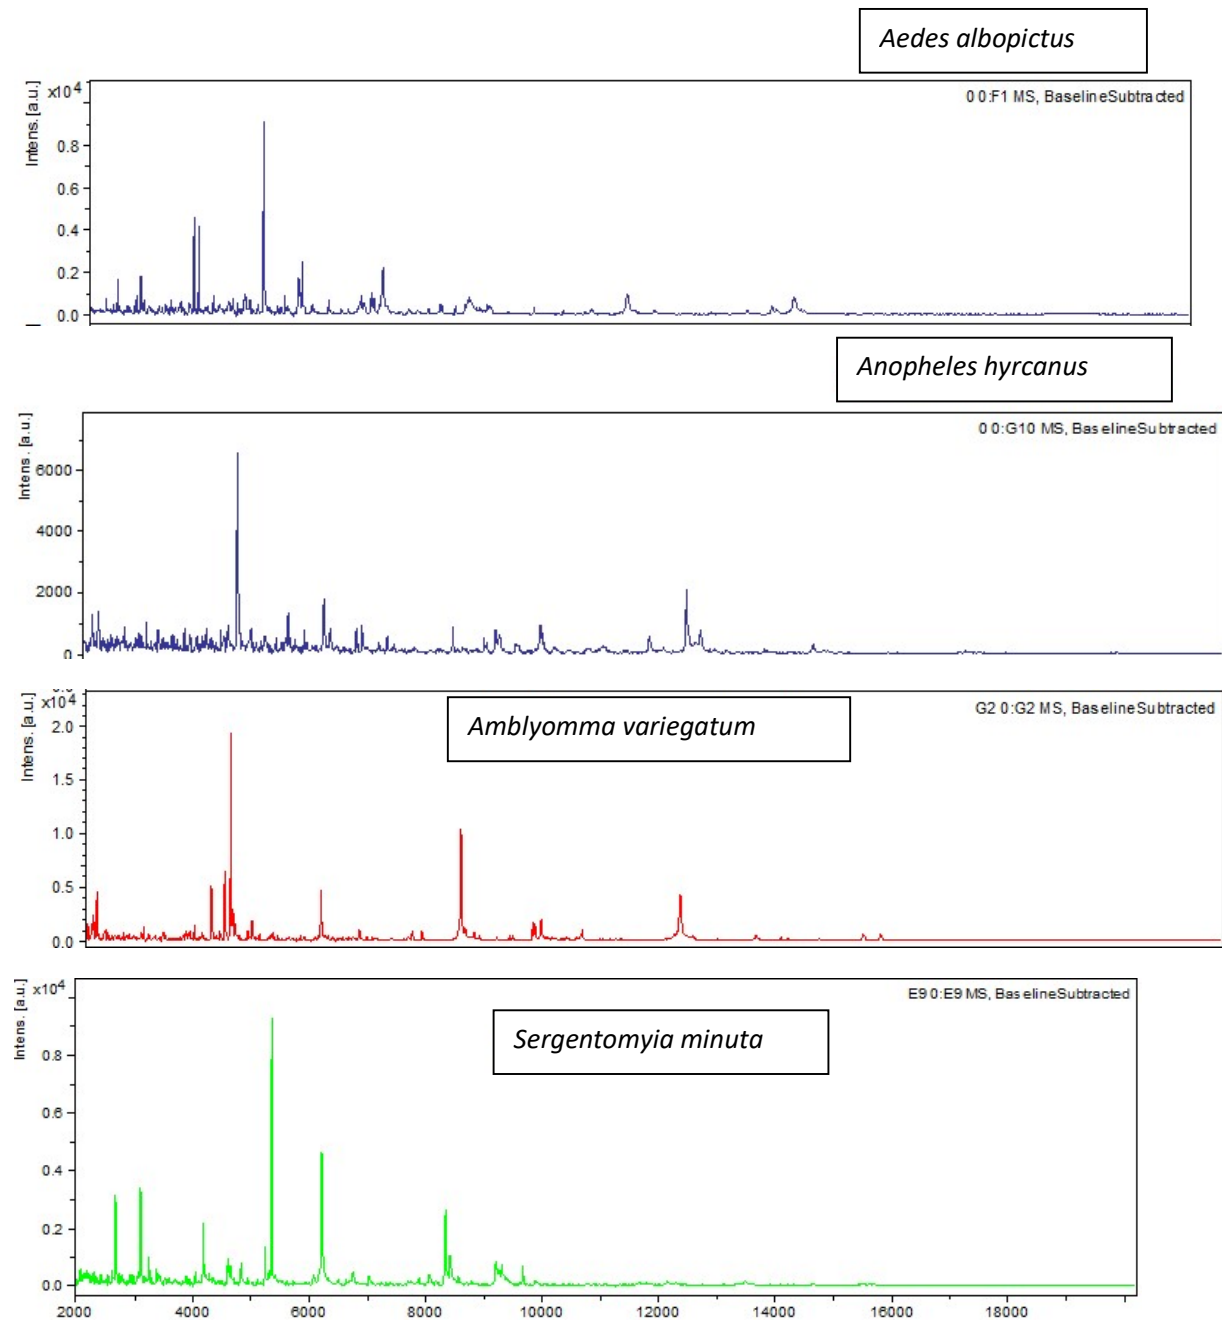 Aedes albopictus
Intens. [a.u.]
x10⁴
0 0:F1 MS, BaselineSubtracted
0.8
0.6
0.4
0.2
0.0
Anopheles hyrcanus
Intens. [a.u.]
0 0:G10 MS, BaselineSubtracted
6000
4000
2000
0
Intens. [a.u.]
x10⁴
G2 0:G2 MS, BaselineSubtracted
Amblyomma variegatum
2.0
1.5
1.0
0.5
0.0
Intens. [a.u.]
x10⁴
E9 0:E9 MS, BaselineSubtracted
Sergentomyia minuta
0.8
0.6
0.4
0.2
0.0
2000 4000 6000 8000 10000 12000 14000 16000 18000